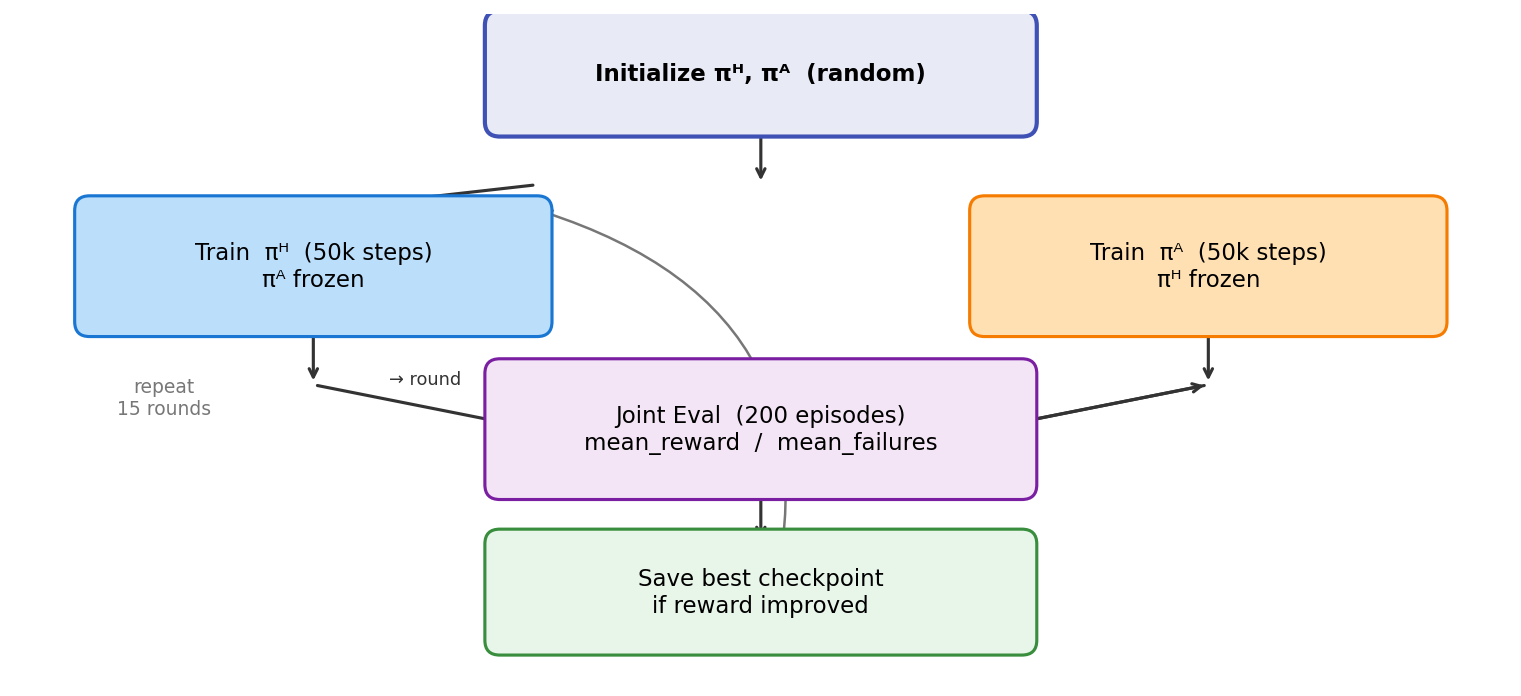 Initialize πᴴ, πᴬ  (random)
Train  πᴴ  (50k steps)
πᴬ frozen
Train  πᴬ  (50k steps)
πᴴ frozen
repeat
15 rounds
→ round
Joint Eval  (200 episodes)
mean_reward  /  mean_failures
Save best checkpoint
if reward improved